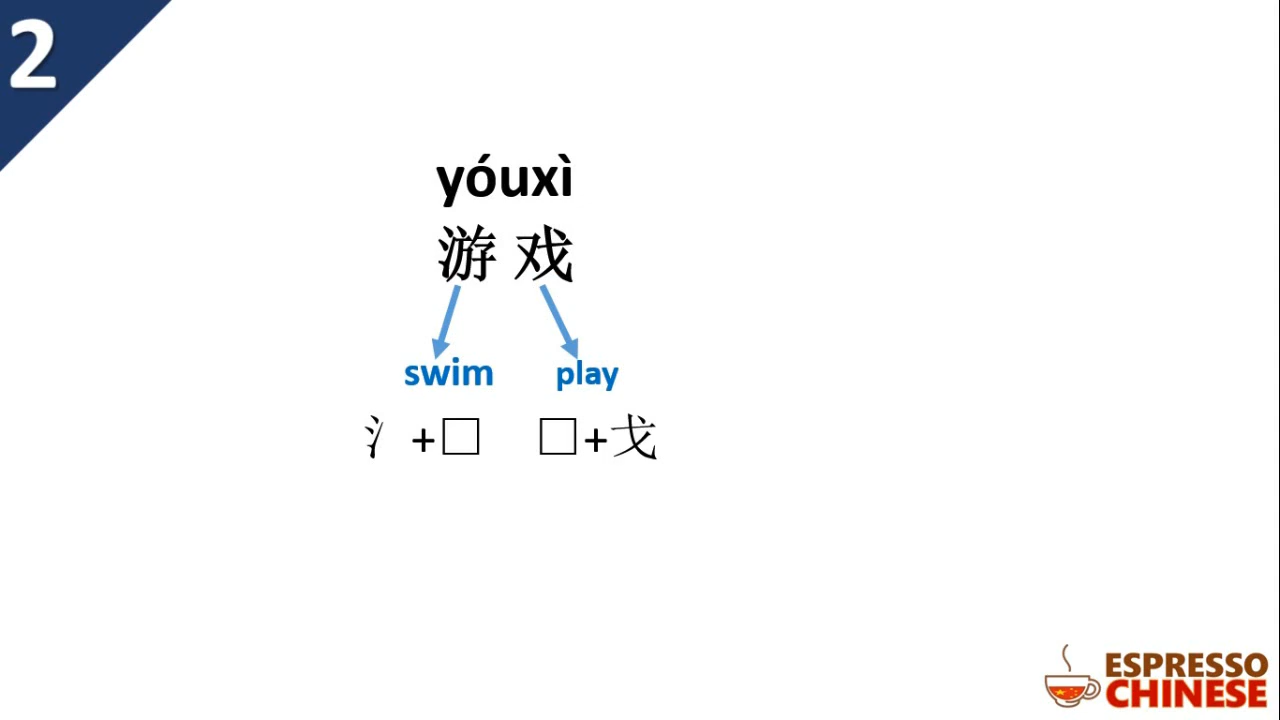 2
yóuxì
游戏
swim play
氵+□ □+戈
ESPRESSO
CHINESE